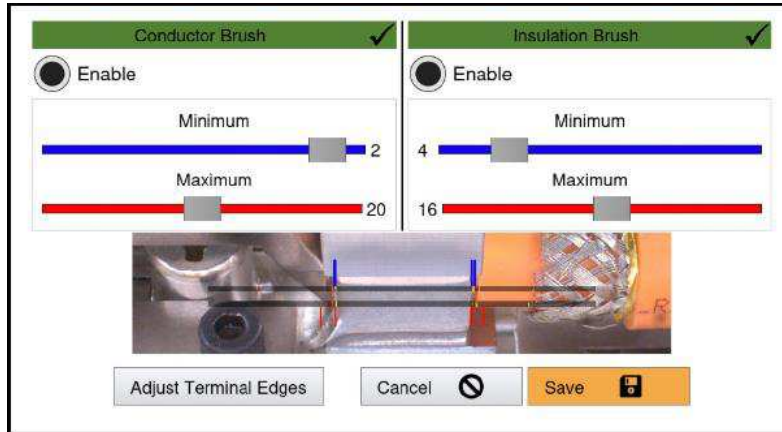 Conductor Brush
Enable
Minimum
2
Maximum
20
Insulation Brush
Enable
Minimum
4
Maximum
16
Adjust Terminal Edges
Cancel
Save